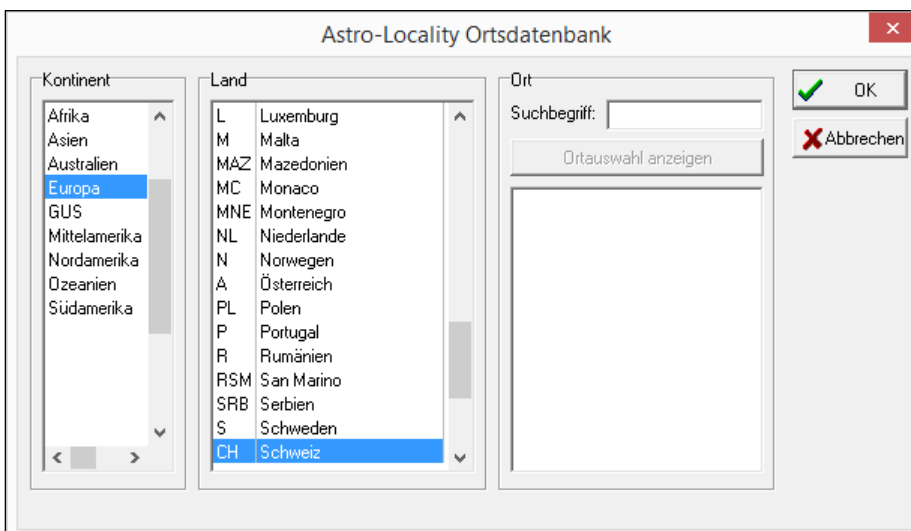 Astro-Locality Ortsdatenbank
Kontinent
Afrika
Asien
Australien
Europa
GUS
Mittelamerika
Nordamerika
Ozeanien
Südamerika
Land
L Luxemburg
M Malta
MAZ Mazedonien
MC Monaco
MNE Montenegro
NL Niederlande
N Norwegen
A Österreich
PL Polen
P Portugal
R Rumänien
RSM San Marino
SRB Serbien
S Schweden
CH Schweiz
Ort
Suchbegriff:
Ortauswahl anzeigen
OK
Abbrechen